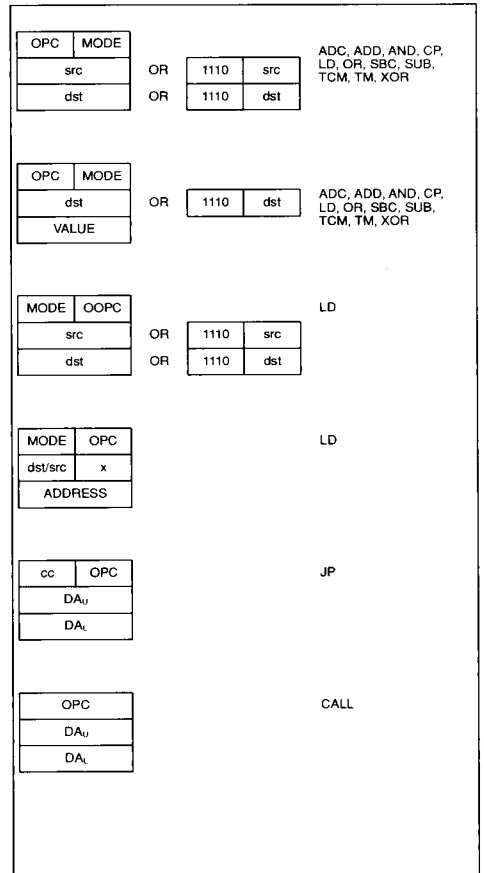 OPC MODE
src OR 1110 src
dst OR 1110 dst
ADC, ADD, AND, CP,
LD, OR, SBC, SUB,
TCM, TM, XOR
OPC MODE
dst OR 1110 dst
VALUE
ADC, ADD, AND, CP,
LD, OR, SBC, SUB,
TCM, TM, XOR
MODE OOPC LD
src OR 1110 src
dst OR 1110 dst
MODE OPC LD
dst/src x
ADDRESS
cc OPC JP
DAU
DAL
OPC CALL
DAU
DAL